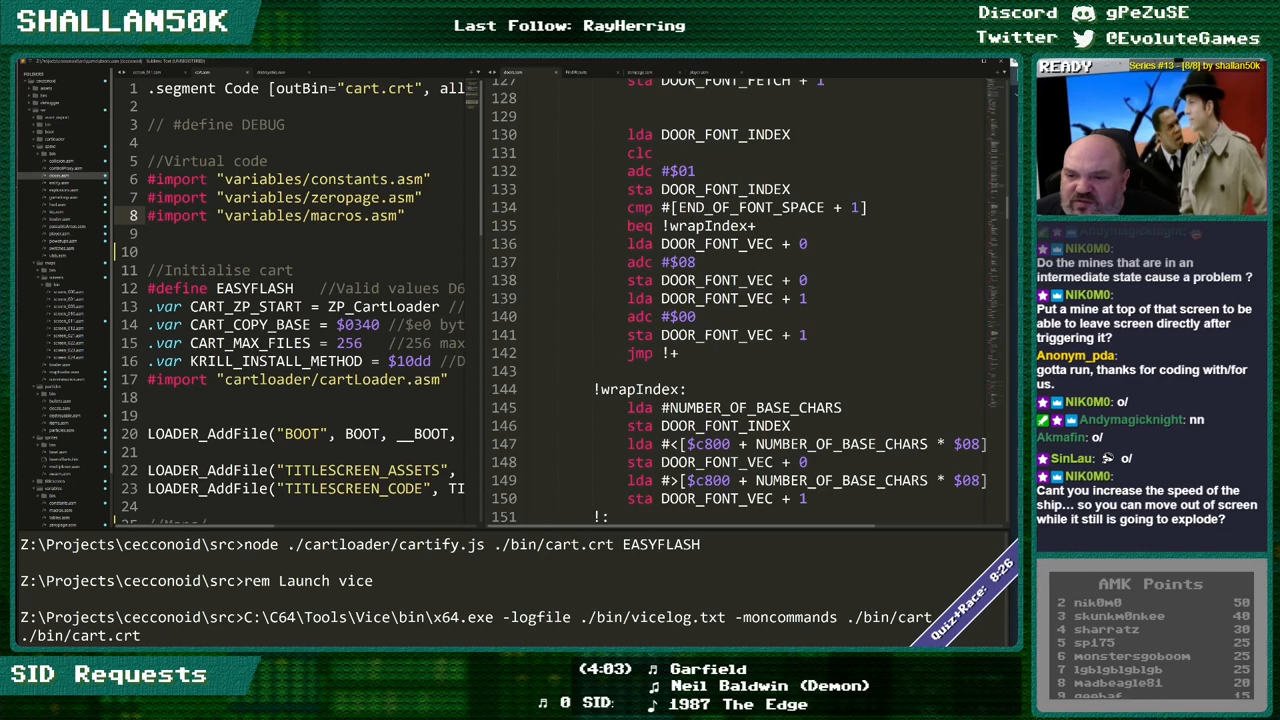 SHALLAN50K
Last Follow: RayHerring
Discord gPeZuSE
Twitter @EvoluteGames
READY
Series #13 - [8/8] by shallan50k
1 .segment Code [outBin="cart.crt", all
2
3 // #define DEBUG
4
5 //Virtual code
6 #import "variables/constants.asm"
7 #import "variables/zeropage.asm"
8 #import "variables/macros.asm"
9
10
11 //Initialise cart
12 #define EASYFLASH //Valid values D6
13 .var CART_ZP_START = ZP_CartLoader //
14 .var CART_COPY_BASE = $0340 //$e0 byt
15 .var CART_MAX_FILES = 256 //256 max
16 .var KRILL_INSTALL_METHOD = $10dd //D
17 #import "cartloader/cartLoader.asm"
18
19
20 LOADER_AddFile("BOOT", BOOT, __BOOT,
21
22 LOADER_AddFile("TITLESCREEN_ASSETS",
23 LOADER_AddFile("TITLESCREEN_CODE", TI
24
127 sta DOOR_FONT_FETCH + 1
128
129
130 lda DOOR_FONT_INDEX
131 clc
132 adc #$01
133 sta DOOR_FONT_INDEX
134 cmp #[END_OF_FONT_SPACE + 1]
135 beq !wrapIndex+
136 lda DOOR_FONT_VEC + 0
137 adc #$08
138 sta DOOR_FONT_VEC + 0
139 lda DOOR_FONT_VEC + 1
140 adc #$00
141 sta DOOR_FONT_VEC + 1
142 jmp !+
143
144 !wrapIndex:
145 lda #NUMBER_OF_BASE_CHARS
146 sta DOOR_FONT_INDEX
147 lda #<[$c800 + NUMBER_OF_BASE_CHARS * $08]
148 sta DOOR_FONT_VEC + 0
149 lda #>[$c800 + NUMBER_OF_BASE_CHARS * $08]
150 sta DOOR_FONT_VEC + 1
151 !:
Z:\Projects\cecconoid\src>node ./cartloader/cartify.js ./bin/cart.crt EASYFLASH
Z:\Projects\cecconoid\src>rem Launch vice
Z:\Projects\cecconoid\src>C:\C64\Tools\Vice\bin\x64.exe -logfile ./bin/vicelog.txt -moncommands ./bin/cart
./bin/cart.crt
Quiz+Race: 8:26
Andymagicknight:
NIK0M0:
Do the mines that are in an
intermediate state cause a problem ?
NIK0M0:
Put a mine at top of that screen to be
able to leave screen directly after
triggering it?
Anonym_pda:
gotta run, thanks for coding with/for
us.
NIK0M0: o/
Andymagicknight: nn
Akmafin: o/
SinLau: o/
NIK0M0:
Cant you increase the speed of the
ship... so you can move out of screen
while it still is going to explode?
AMK Points
2 nik0m0 50
3 skunkm0nkee 40
4 sharratz 30
5 sp175 25
6 monstersgoboom 25
7 lgblgblgblgb 25
8 madbeagle81 20
SID Requests
(4:03) Garfield
Neil Baldwin (Demon)
0 SID: 1987 The Edge